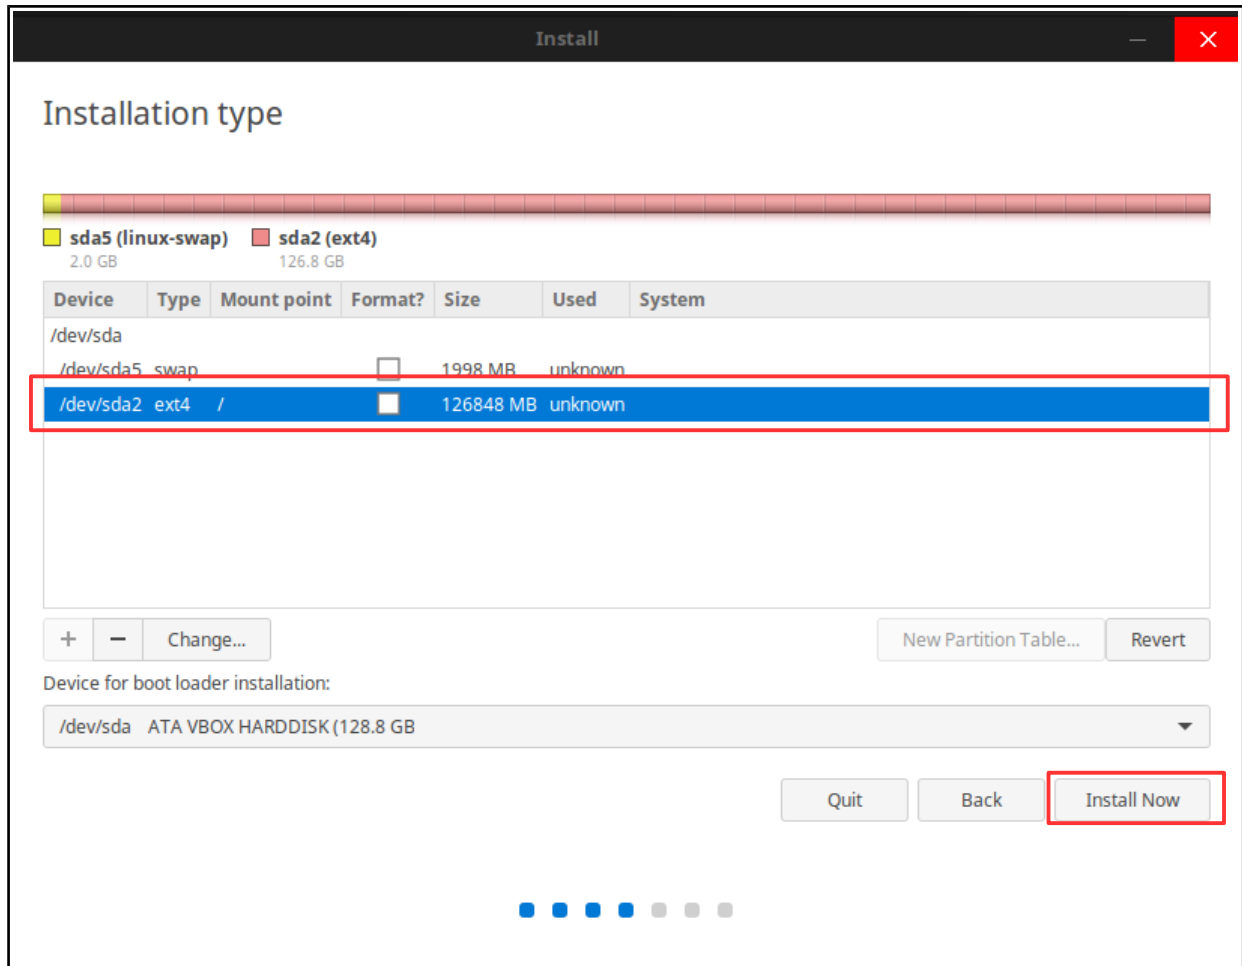 Install
Installation type
sda5 (linux-swap) sda2 (ext4)
2.0 GB 126.8 GB
Device Type Mount point Format? Size Used System
/dev/sda
/dev/sda5 swap 1998 MB unknown
/dev/sda2 ext4 / 126848 MB unknown
+ − Change... New Partition Table... Revert
Device for boot loader installation:
/dev/sda ATA VBOX HARDDISK (128.8 GB
Quit Back Install Now